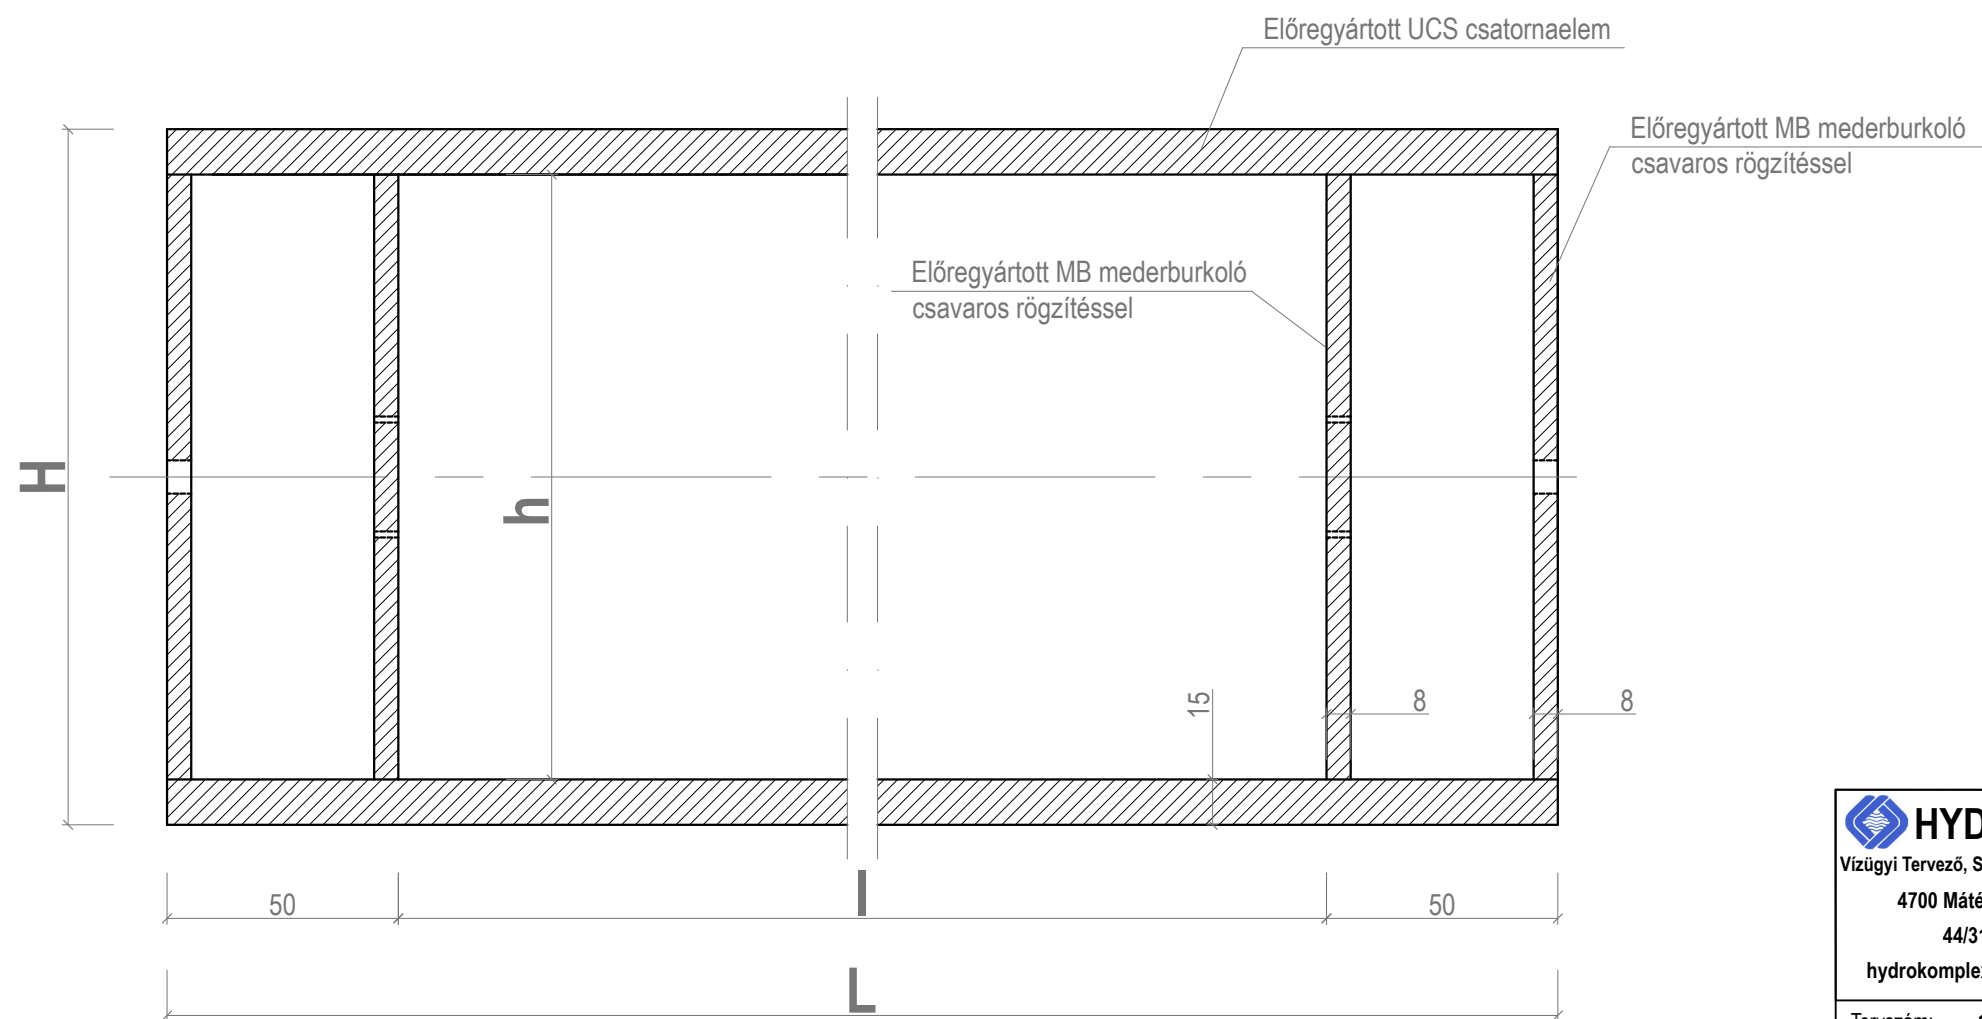 Előregyártott UCS csatornaelem
Előregyártott MB mederburkoló
csavaros rögzítéssel
Előregyártott MB mederburkoló
csavaros rögzítéssel
H
h
15
8
8
50
l
50
L
HYD
Vízügyi Tervező, S
4700 Máté
44/31
hydrokomple